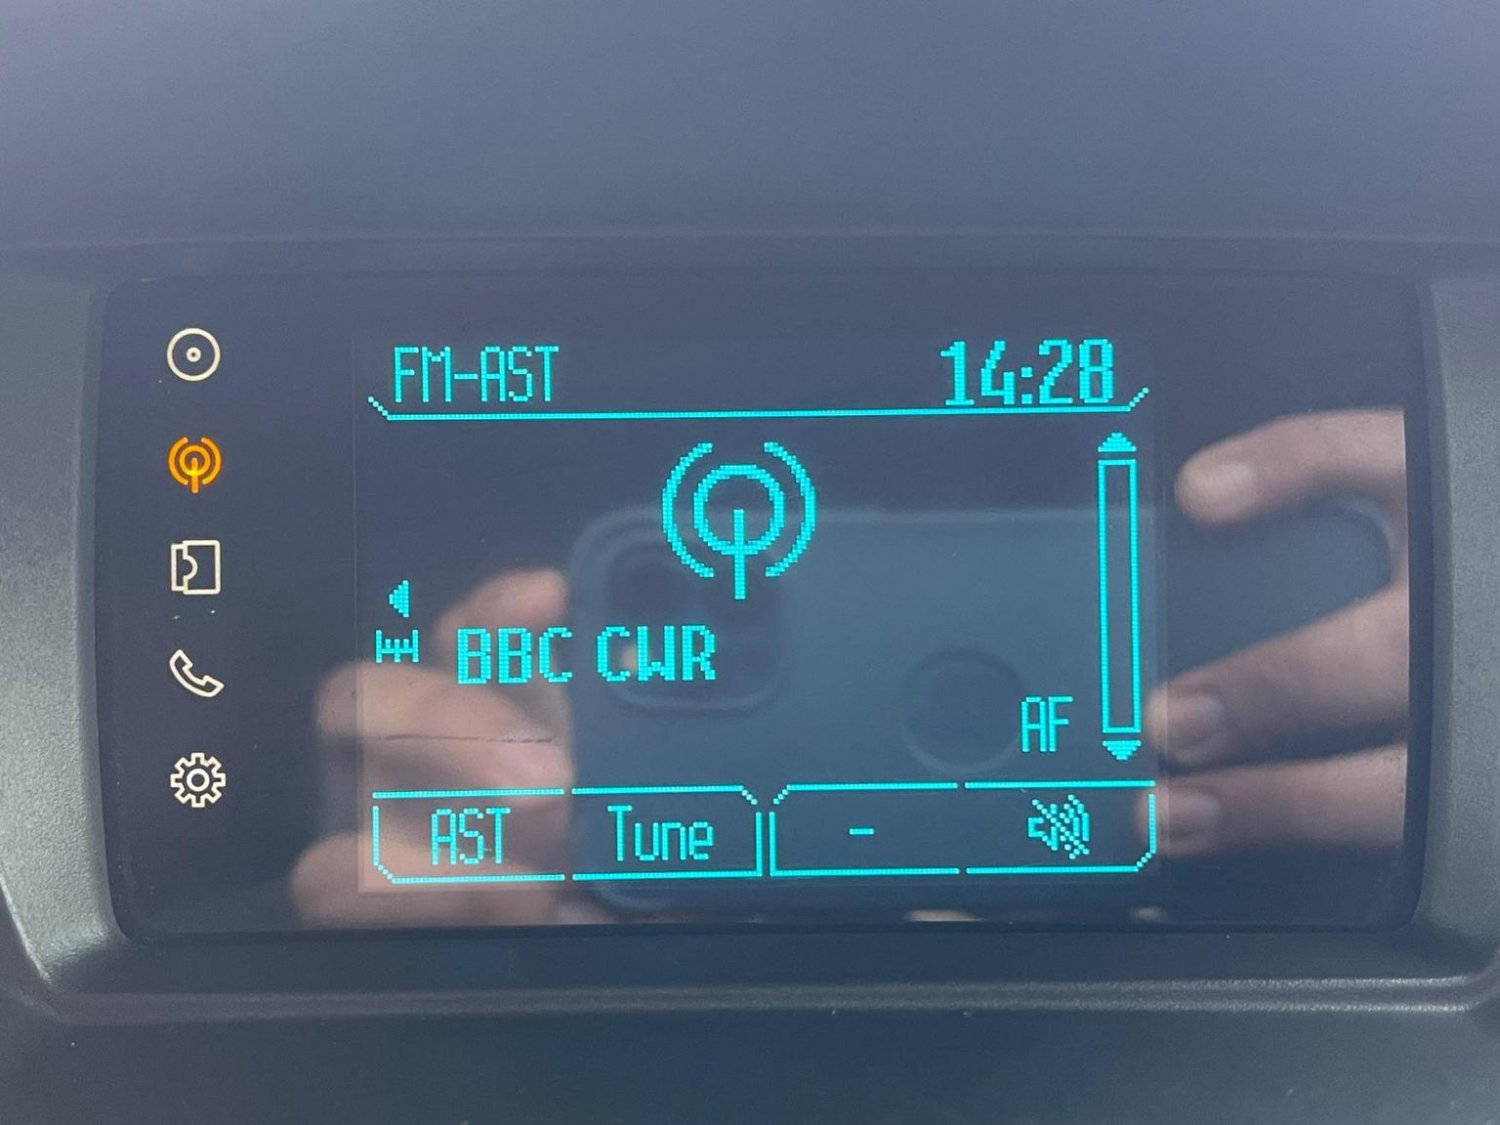 FM-AST 14:28
BBC CWR
AF
AST Tune -